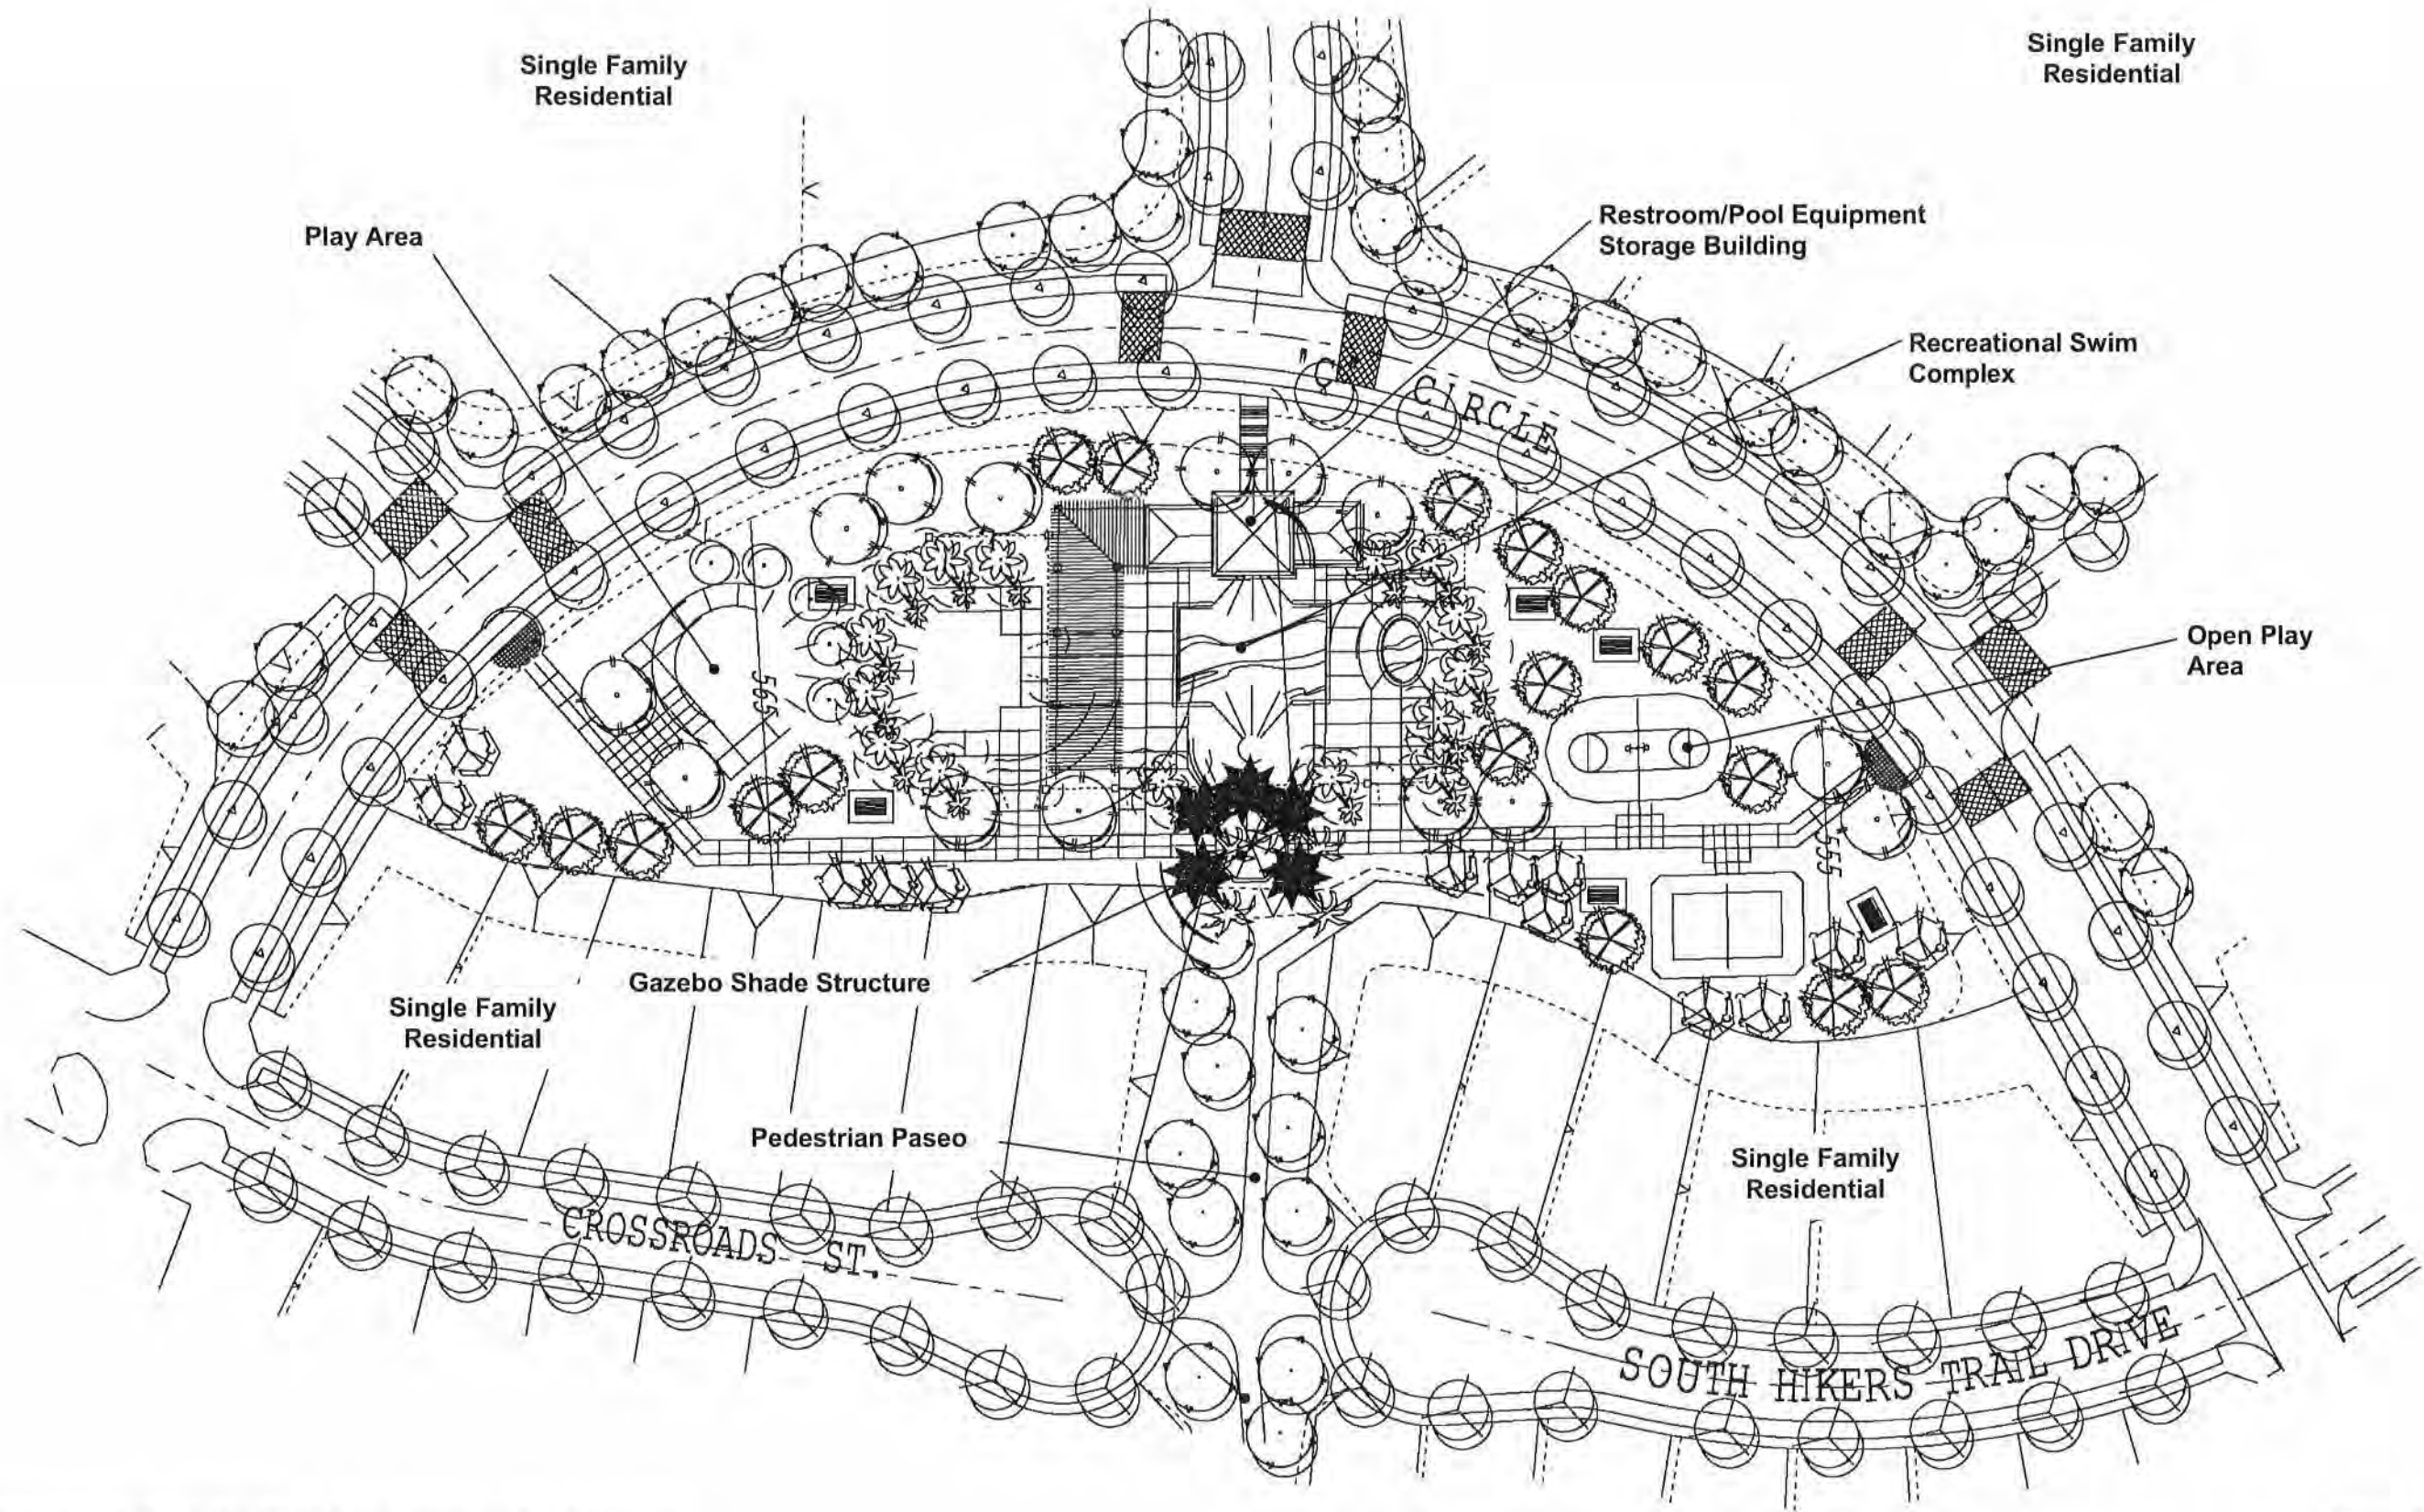 Single Family
Residential
Single Family
Residential
Play Area
Restroom/Pool Equipment
Storage Building
Recreational Swim
Complex
"C" CIRCLE
Open Play
Area
565
555
Gazebo Shade Structure
Single Family
Residential
Pedestrian Paseo
Single Family
Residential
CROSSROADS ST.
SOUTH HIKERS TRAIL DRIVE